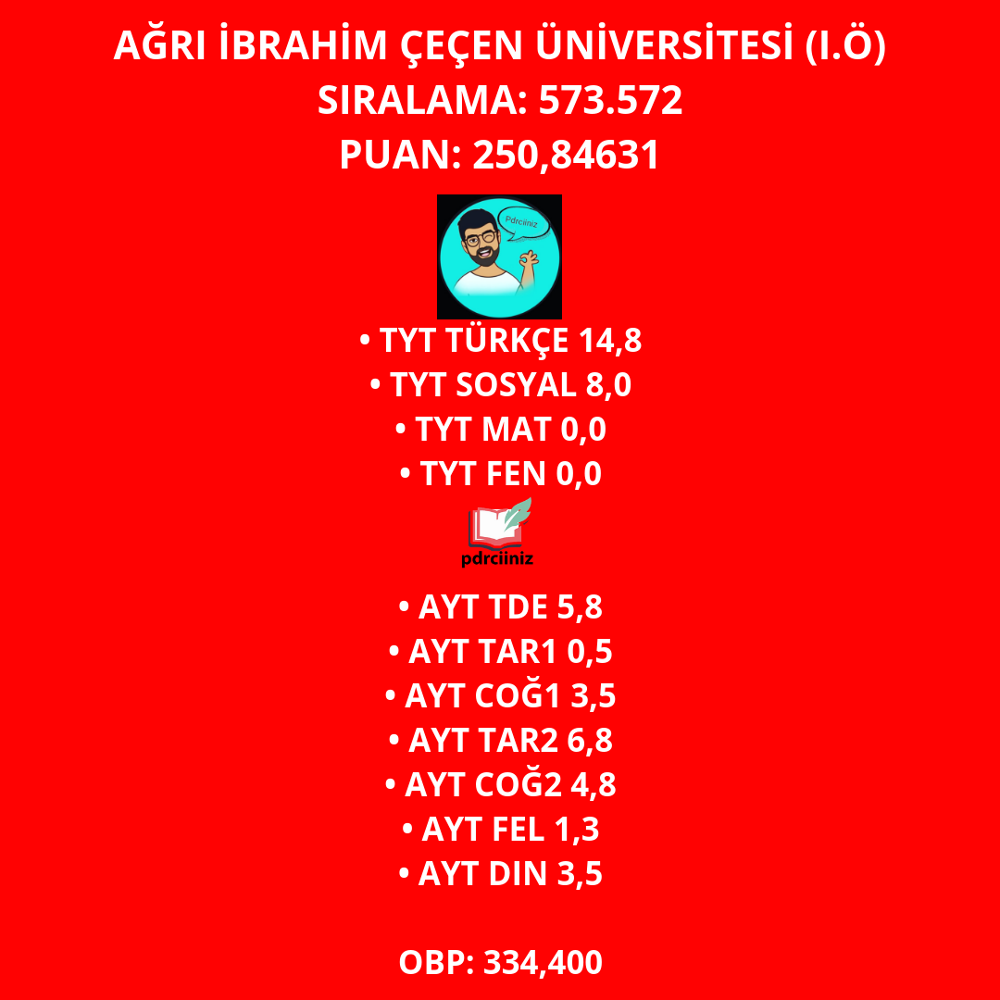 AĞRI İBRAHİM ÇEÇEN ÜNİVERSİTESİ (I.Ö)
SIRALAMA: 573.572
PUAN: 250,84631
Pdrciiniz
• TYT TÜRKÇE 14,8
• TYT SOSYAL 8,0
• TYT MAT 0,0
• TYT FEN 0,0
pdrciiniz
• AYT TDE 5,8
• AYT TAR1 0,5
• AYT COĞ1 3,5
• AYT TAR2 6,8
• AYT COĞ2 4,8
• AYT FEL 1,3
• AYT DIN 3,5
OBP: 334,400